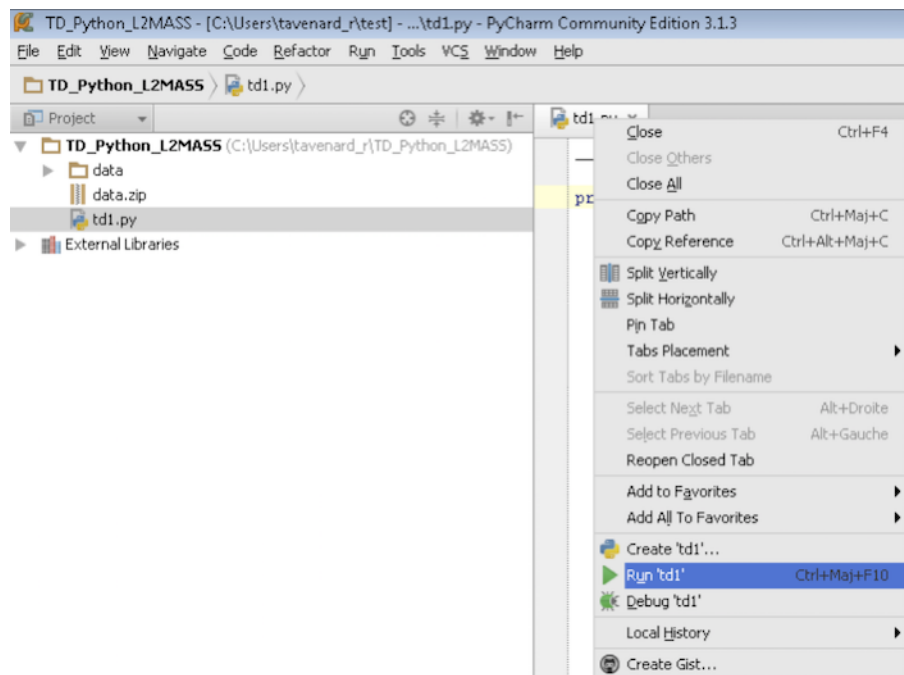 TD_Python_L2MASS - [C:\Users\tavenard_r\test] - ...\td1.py - PyCharm Community Edition 3.1.3
File Edit View Navigate Code Refactor Run Tools VCS Window Help
TD_Python_L2MASS td1.py
Project
td1.py
TD_Python_L2MASS (C:\Users\tavenard_r\TD_Python_L2MASS)
data
data.zip
td1.py
External Libraries
pr
Close Ctrl+F4
Close Others
Close All
Copy Path Ctrl+Maj+C
Copy Reference Ctrl+Alt+Maj+C
Split Vertically
Split Horizontally
Pin Tab
Tabs Placement
Sort Tabs by Filename
Select Next Tab Alt+Droite
Select Previous Tab Alt+Gauche
Reopen Closed Tab
Add to Favorites
Add All To Favorites
Create 'td1'...
Run 'td1' Ctrl+Maj+F10
Debug 'td1'
Local History
Create Gist...